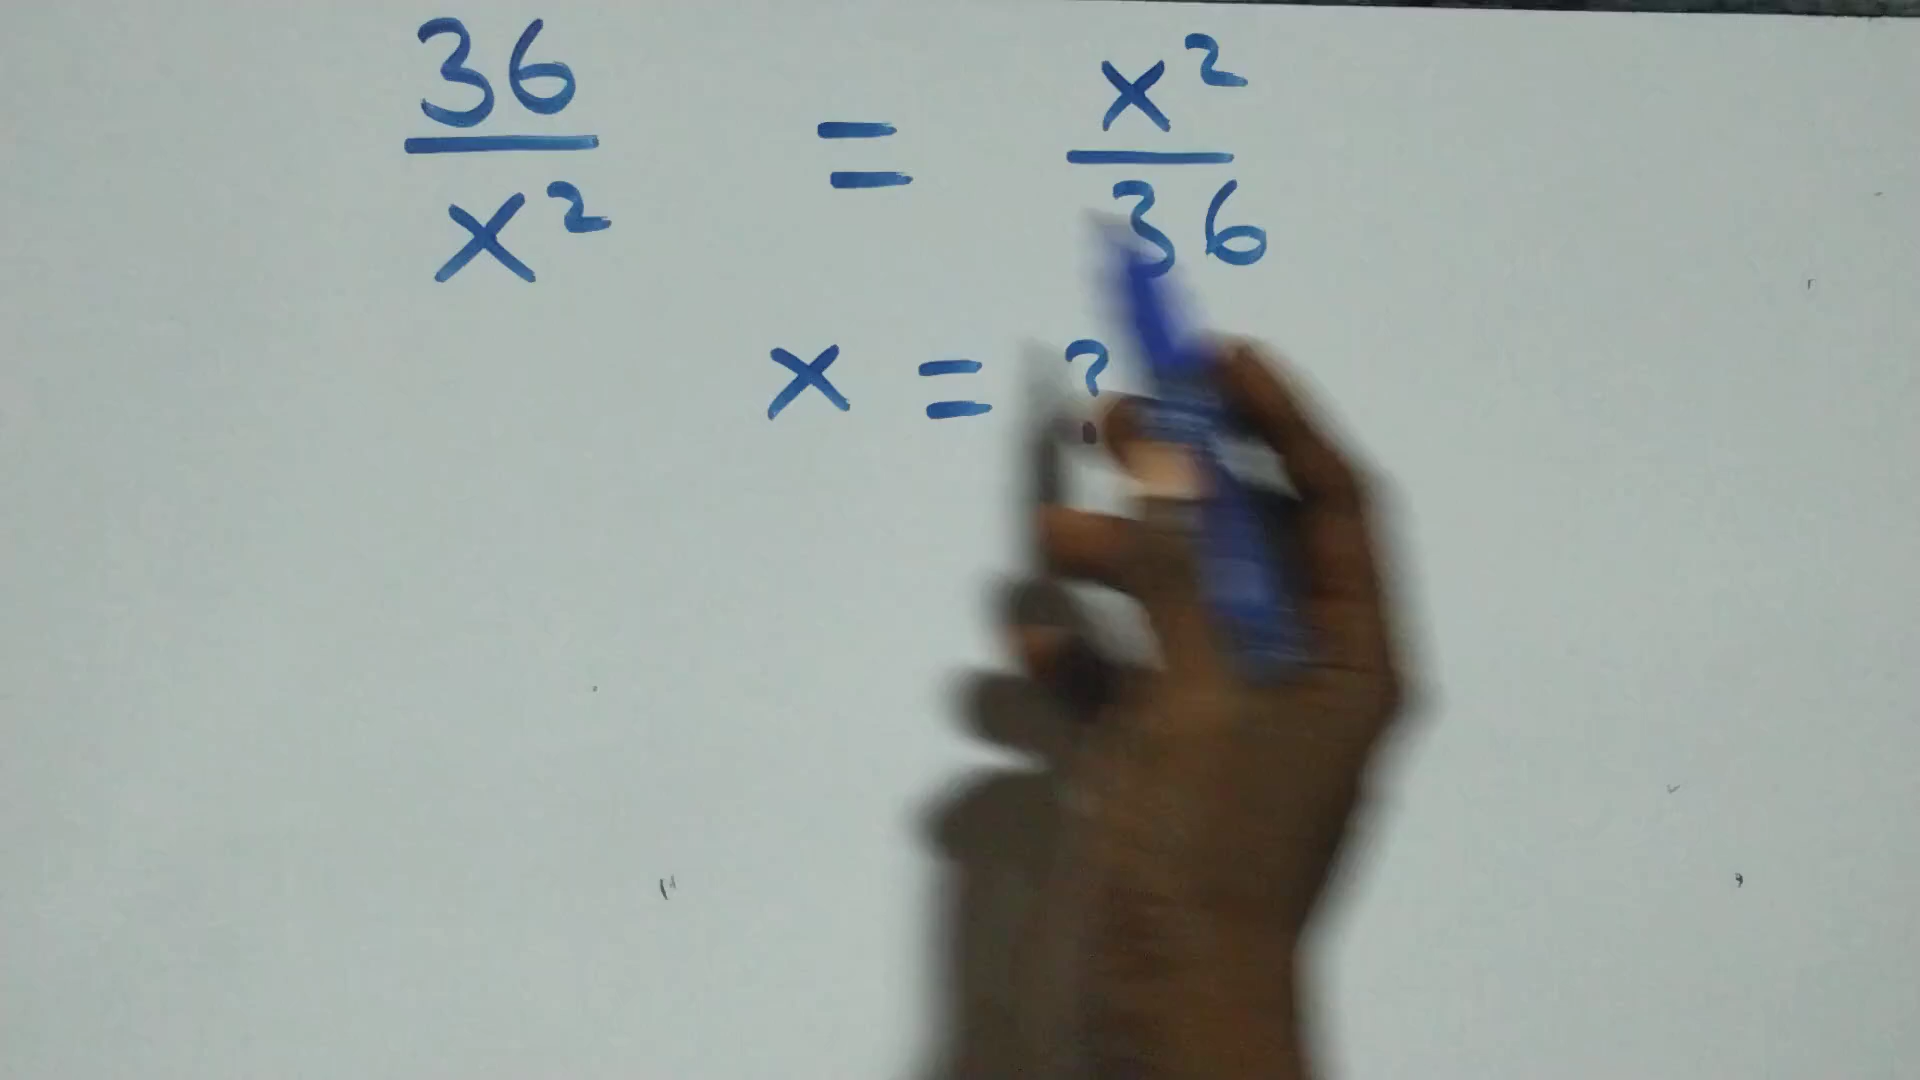 36/x² = x²/36
x = ?